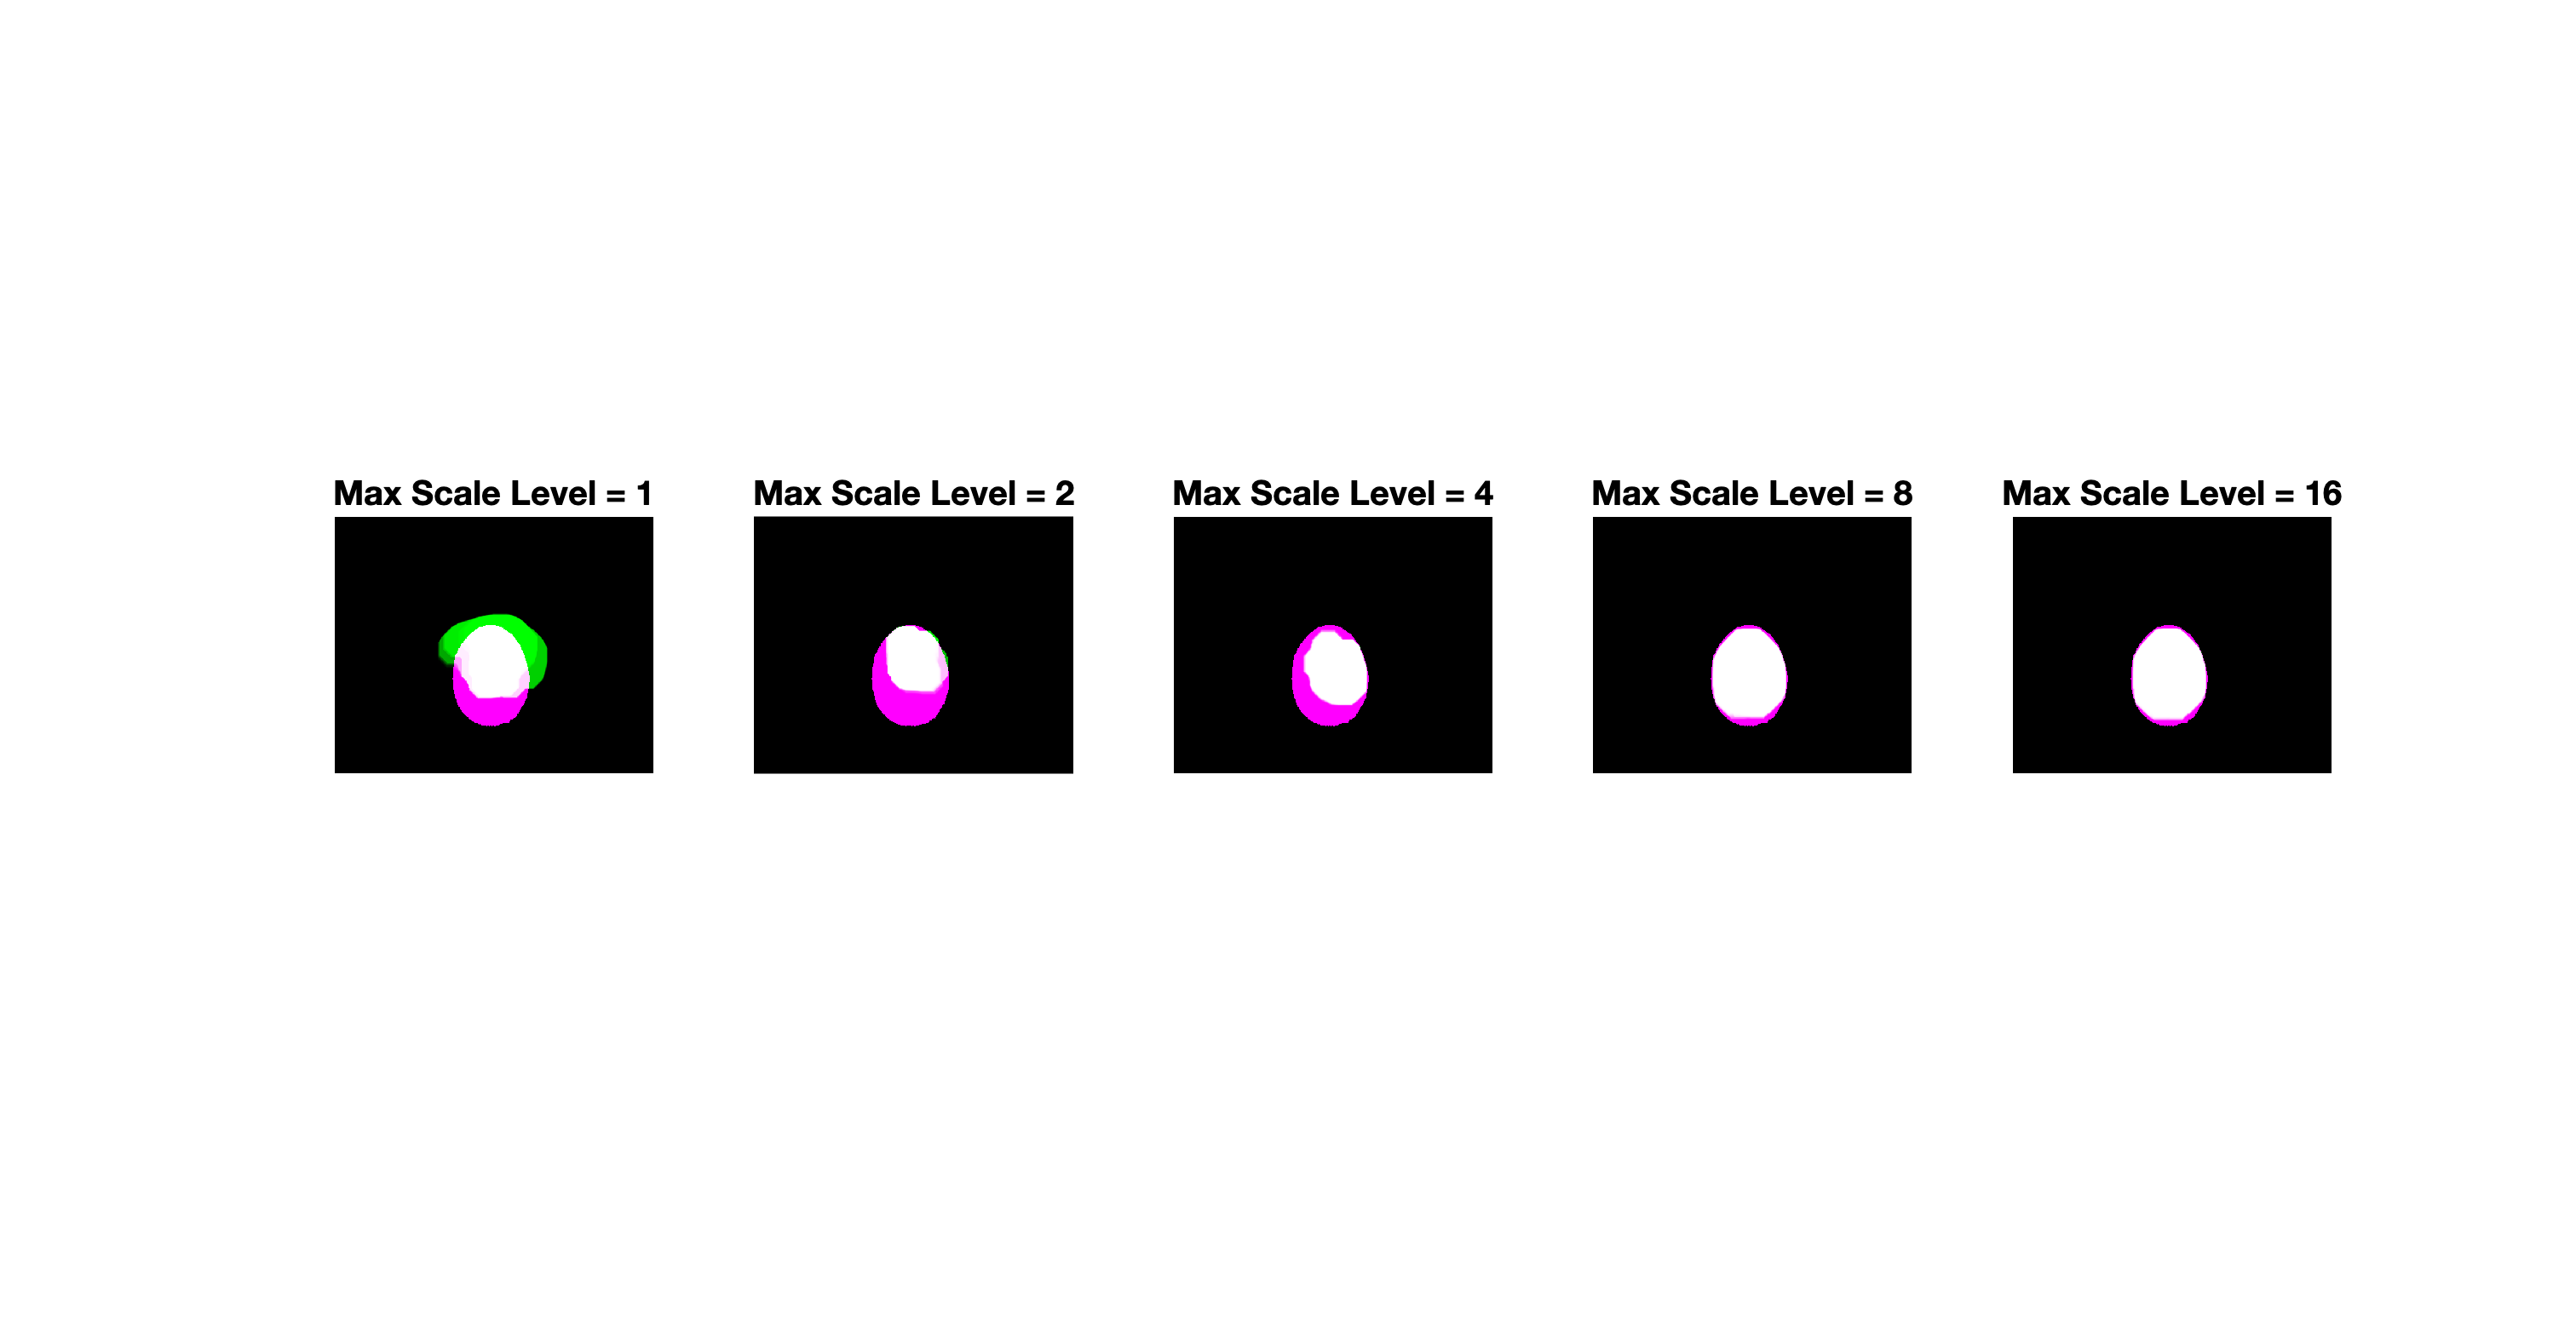 Max Scale Level = 1
Max Scale Level = 2
Max Scale Level = 4
Max Scale Level = 8
Max Scale Level = 16